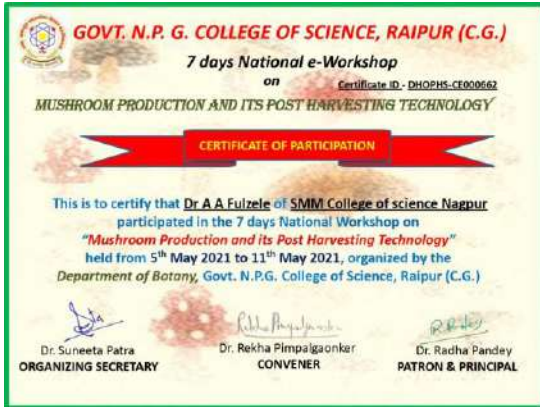 GOVT. N.P. G. COLLEGE OF SCIENCE, RAIPUR (C.G.)
7 days National e-Workshop
on
Certificate ID - DHOPHS-CE000662
MUSHROOM PRODUCTION AND ITS POST HARVESTING TECHNOLOGY
CERTIFICATE OF PARTICIPATION
This is to certify that Dr A A Fulzele of SMM College of science Nagpur
participated in the 7 days National Workshop on
"Mushroom Production and its Post Harvesting Technology"
held from 5th May 2021 to 11th May 2021, organized by the
Department of Botany, Govt. N.P.G. College of Science, Raipur (C.G.)
Rekha Pimpalgaonker
Dr. Suneeta Patra
Dr. Rekha Pimpalgaonker
Dr. Radha Pandey
ORGANIZING SECRETARY
CONVENER
PATRON & PRINCIPAL